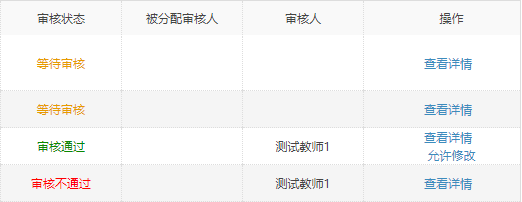 审核状态 被分配审核人 审核人 操作
等待审核 查看详情
等待审核 查看详情
审核通过 测试教师1 查看详情
允许修改
审核不通过 测试教师1 查看详情